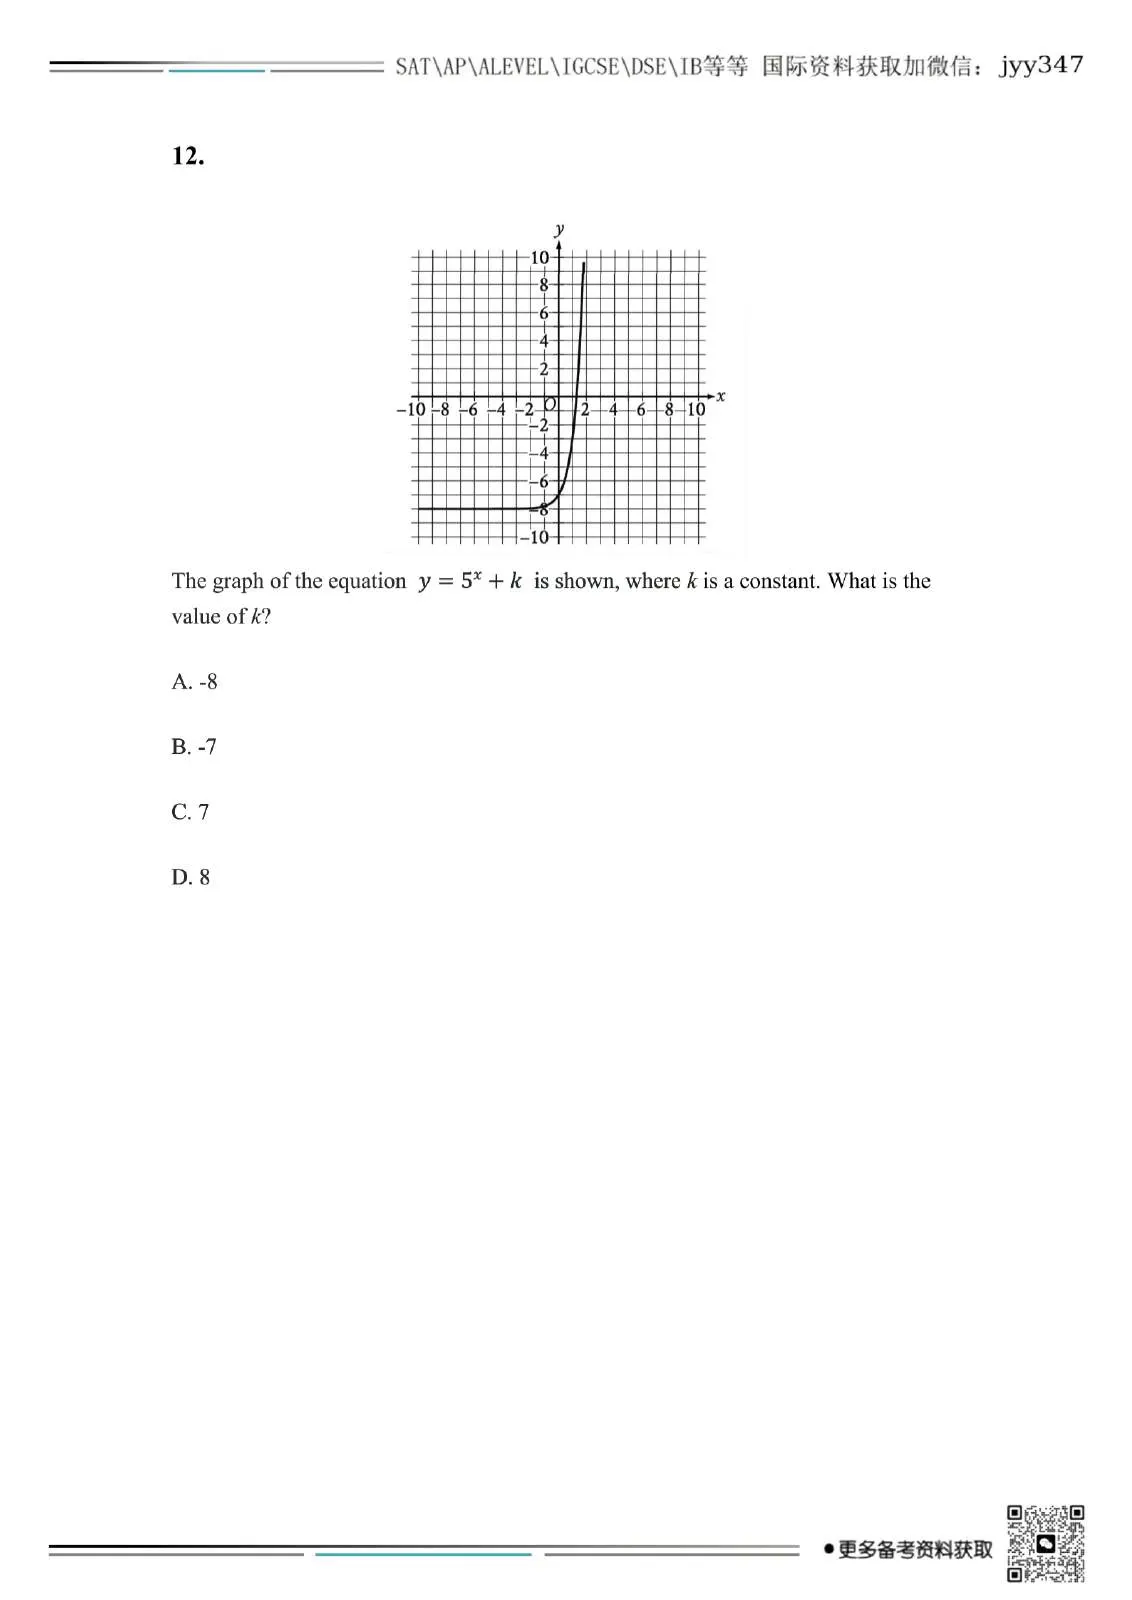 SAT\AP\ALEVEL\IGCSE\DSE\IB等等 国际资料获取加微信：jyy347
12.
y
10
8
6
4
2
x
-10 -8 -6 -4 -2 O 2 4 6 8 10
-2
-4
-6
-8
-10
The graph of the equation y = 5ˣ + k is shown, where k is a constant. What is the
value of k?
A. -8
B. -7
C. 7
D. 8
●更多备考资料获取